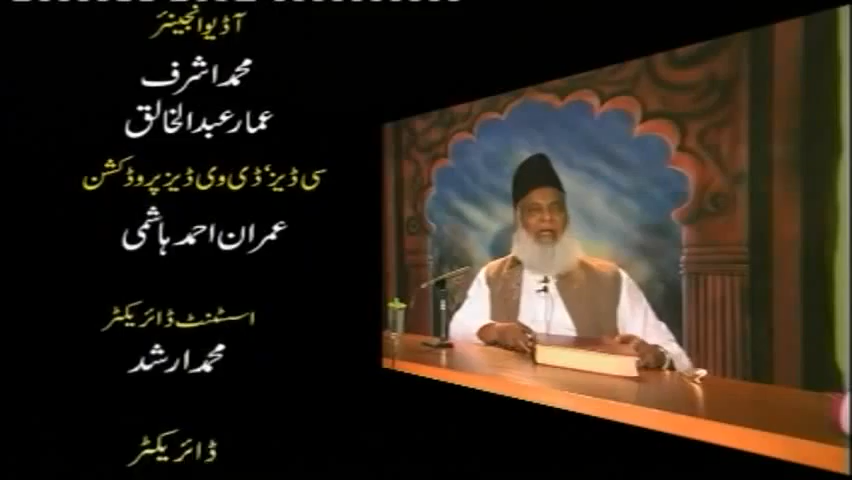 آڈیو انجینئر
محمد اشرف
عمار عبدالخالق
سی ڈیز، ڈی وی ڈیز پروڈکشن
عمران احمد ہاشمی
اسسٹنٹ ڈائریکٹر
محمد ارشد
ڈائریکٹر